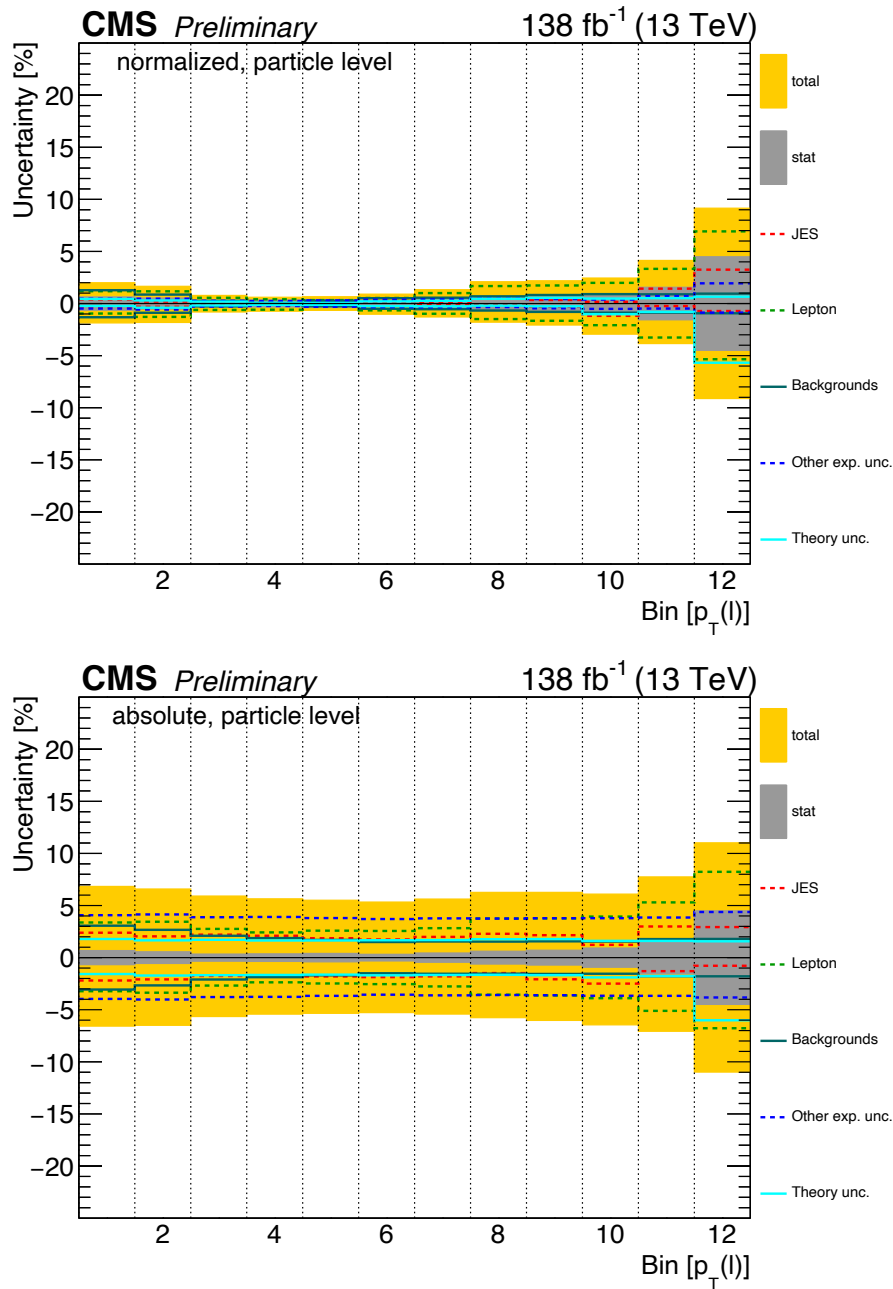 CMS Preliminary 138 fb⁻¹ (13 TeV)
normalized, particle level
Uncertainty [%]
20
15
10
5
0
−5
−10
−15
−20
2 4 6 8 10 12
Bin [p_T(l)]
total
stat
JES
Lepton
Backgrounds
Other exp. unc.
Theory unc.
CMS Preliminary 138 fb⁻¹ (13 TeV)
absolute, particle level
Uncertainty [%]
20
15
10
5
0
−5
−10
−15
−20
2 4 6 8 10 12
Bin [p_T(l)]
total
stat
JES
Lepton
Backgrounds
Other exp. unc.
Theory unc.